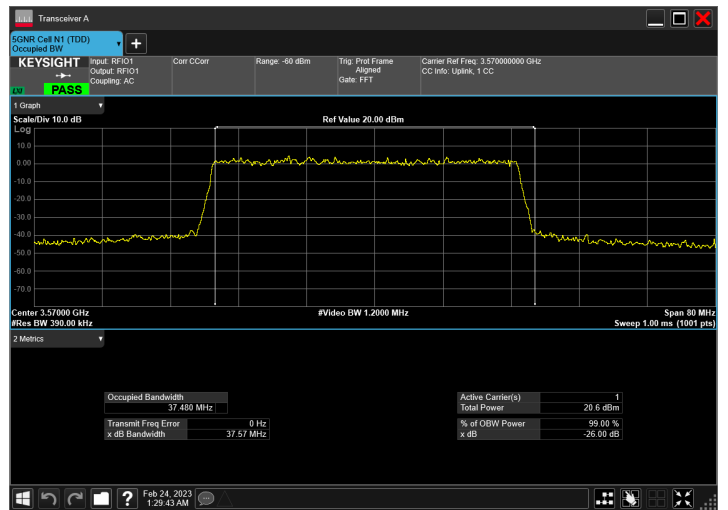 Transceiver A
5GNR Cell N1 (TDD)
Occupied BW
KEYSIGHT
LXI
PASS
Input: RFIO1
Output: RFIO1
Coupling: AC
Corr CCorr
Range: -60 dBm
Trig: Prot Frame
Aligned
Gate: FFT
Carrier Ref Freq: 3.570000000 GHz
CC Info: Uplink, 1 CC
1 Graph
Scale/Div 10.0 dB
Ref Value 20.00 dBm
Log
10.0
0.00
-10.0
-20.0
-30.0
-40.0
-50.0
-60.0
-70.0
Center 3.57000 GHz
#Video BW 1.2000 MHz
Span 80 MHz
#Res BW 390.00 kHz
Sweep 1.00 ms (1001 pts)
2 Metrics
Occupied Bandwidth
37.480 MHz
Transmit Freq Error 0 Hz
x dB Bandwidth 37.57 MHz
Active Carrier(s) 1
Total Power 20.6 dBm
% of OBW Power 99.00 %
x dB -26.00 dB
Feb 24, 2023
1:29:43 AM